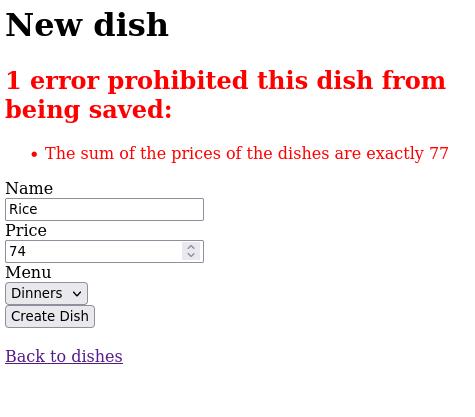 New dish
1 error prohibited this dish from
being saved:
• The sum of the prices of the dishes are exactly 77
Name
Rice
Price
74
Menu
Dinners
Create Dish
Back to dishes